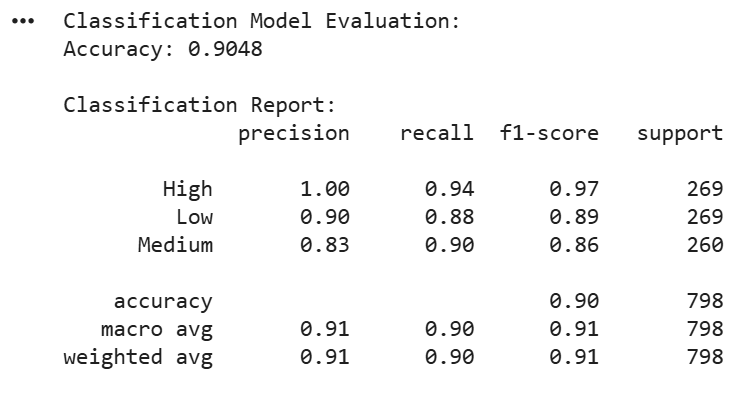 ••• Classification Model Evaluation:
Accuracy: 0.9048
Classification Report:
precision recall f1-score support
High 1.00 0.94 0.97 269
Low 0.90 0.88 0.89 269
Medium 0.83 0.90 0.86 260
accuracy 0.90 798
macro avg 0.91 0.90 0.91 798
weighted avg 0.91 0.90 0.91 798